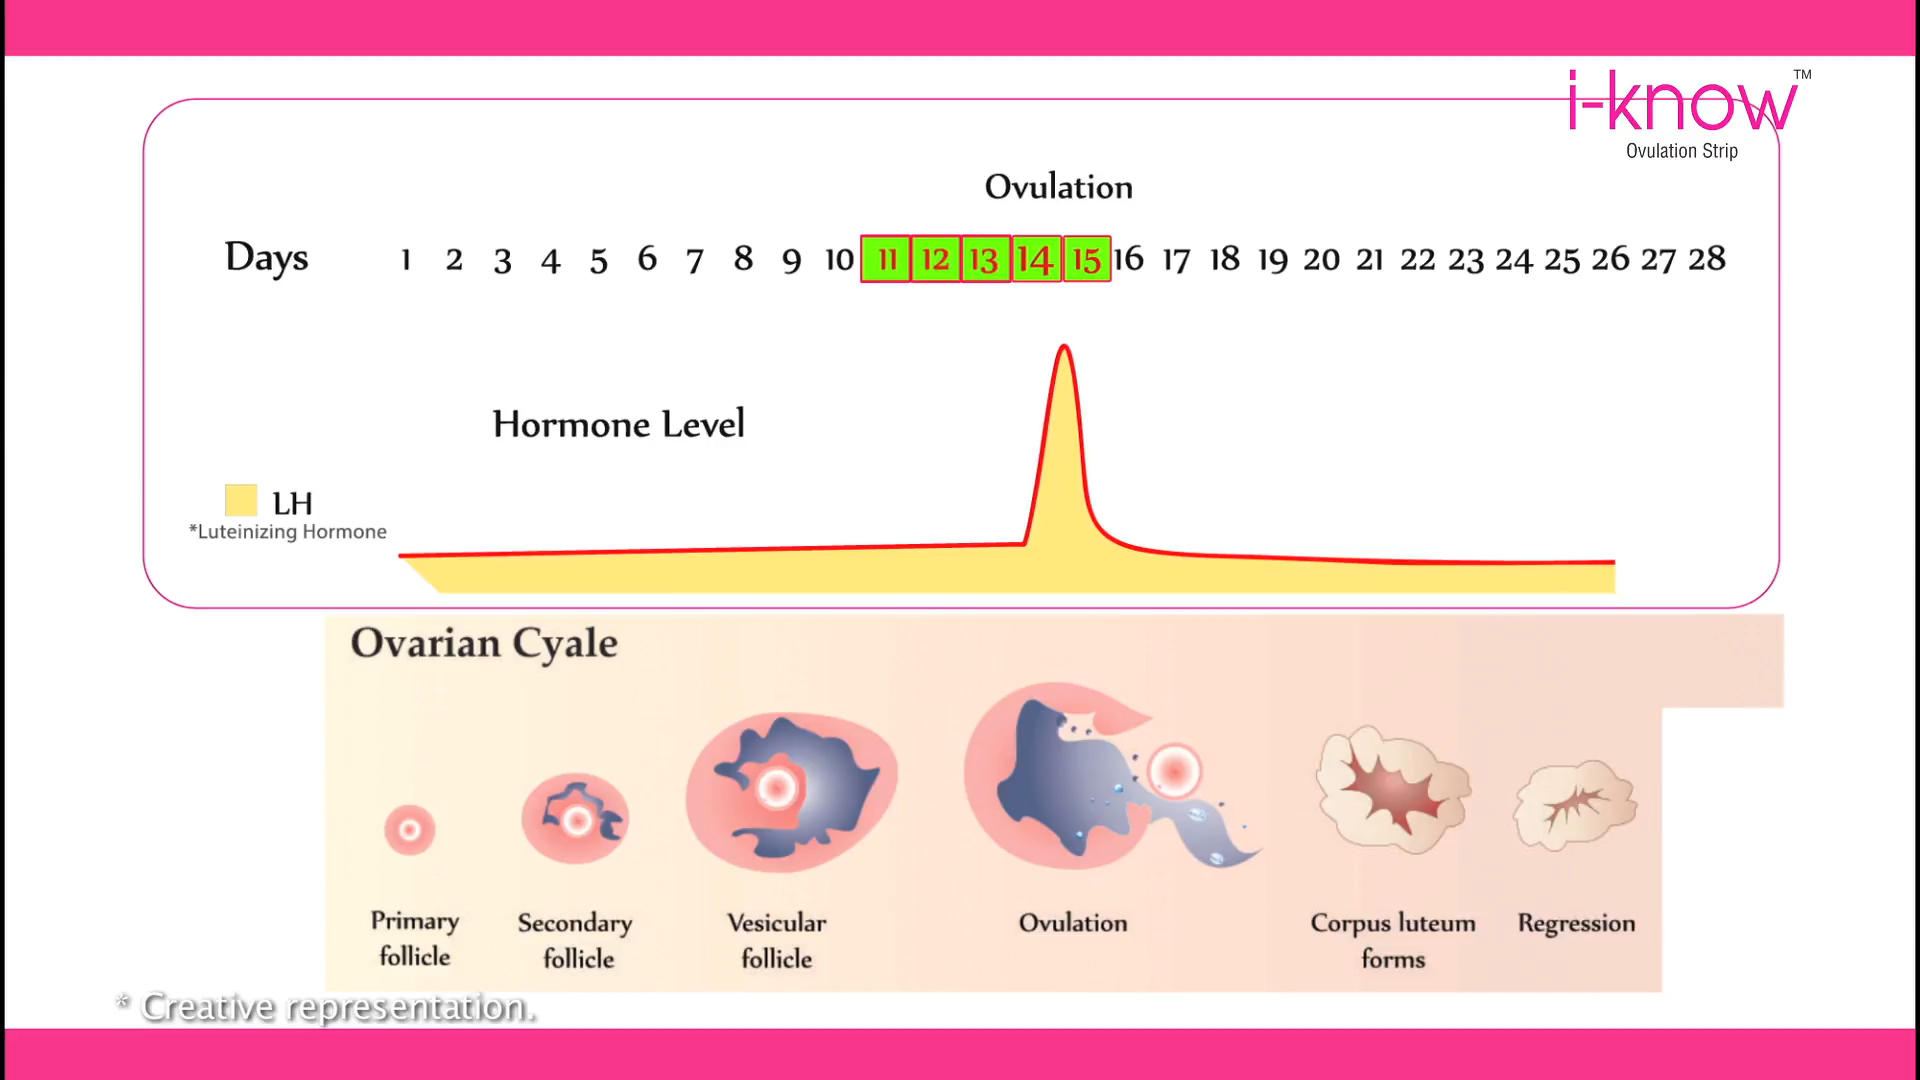 i-know™
Ovulation Strip
Ovulation
Days 1 2 3 4 5 6 7 8 9 10 11 12 13 14 15 16 17 18 19 20 21 22 23 24 25 26 27 28
Hormone Level
LH
*Luteinizing Hormone
Ovarian Cyale
Primary follicle
Secondary follicle
Vesicular follicle
Ovulation
Corpus luteum forms
Regression
* Creative representation.